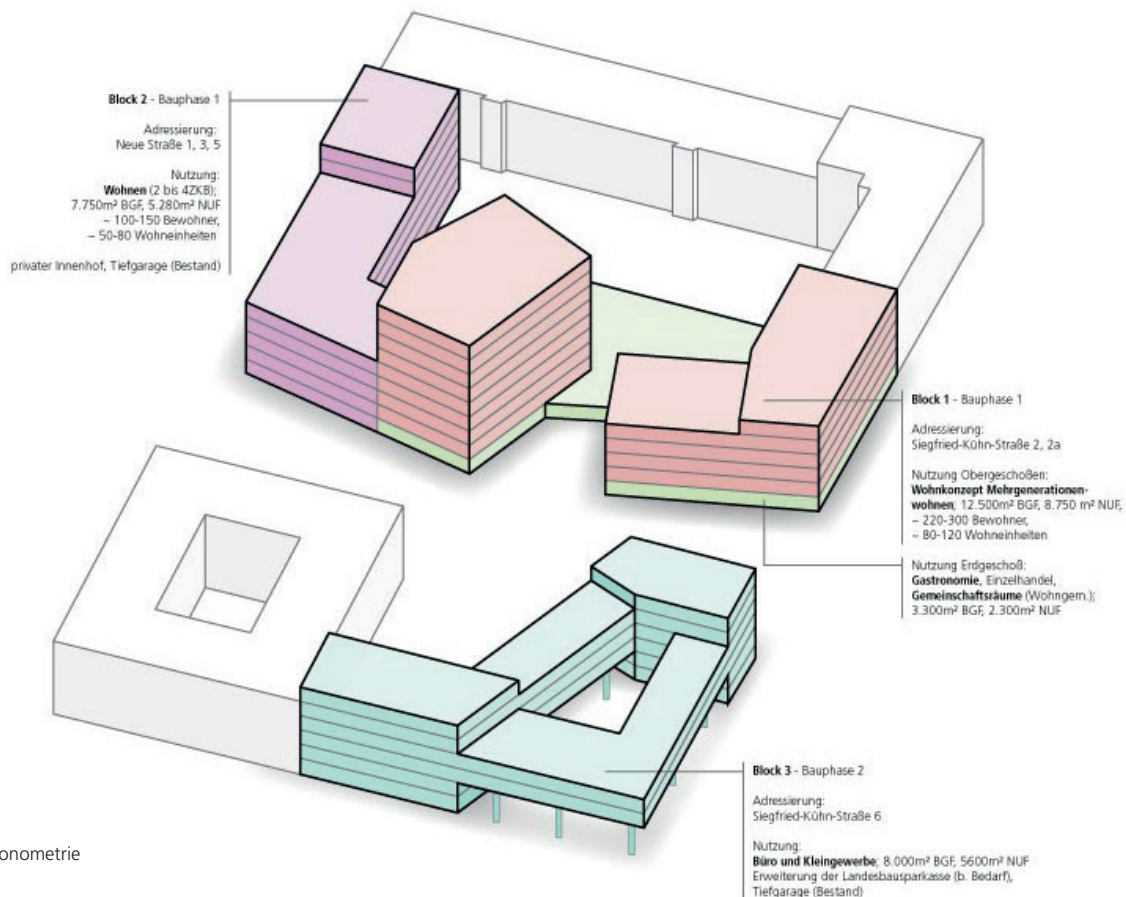 Block 2 - Bauphase 1
Adressierung:
Neue Straße 1, 3, 5
Nutzung:
Wohnen (2 bis 4ZKB);
7.750m² BGF, 5.280m² NUF
~ 100-150 Bewohner,
~ 50-80 Wohneinheiten
privater Innenhof, Tiefgarage (Bestand)
Block 1 - Bauphase 1
Adressierung:
Siegfried-Kühn-Straße 2, 2a
Nutzung Obergeschoßen:
Wohnkonzept Mehrgenerationen-
wohnen; 12.500m² BGF, 8.750 m² NUF,
~ 220-300 Bewohner,
~ 80-120 Wohneinheiten
Nutzung Erdgeschoß:
Gastronomie, Einzelhandel,
Gemeinschaftsräume (Wohngem.);
3.300m² BGF, 2.300m² NUF
Block 3 - Bauphase 2
Adressierung:
Siegfried-Kühn-Straße 6
Nutzung:
Büro und Kleingewerbe; 8.000m² BGF, 5600m² NUF
Erweiterung der Landesbausparkasse (b. Bedarf),
Tiefgarage (Bestand)
onometrie